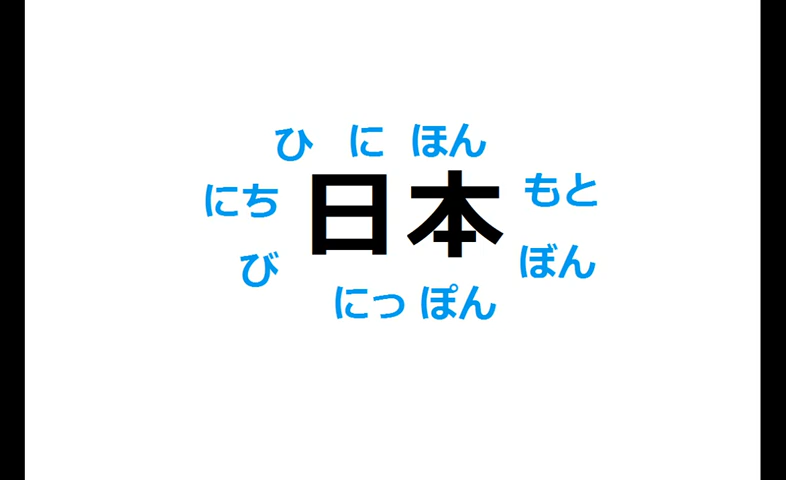 ひ に ほん
にち 日本 もと
び ぼん
にっ ぽん